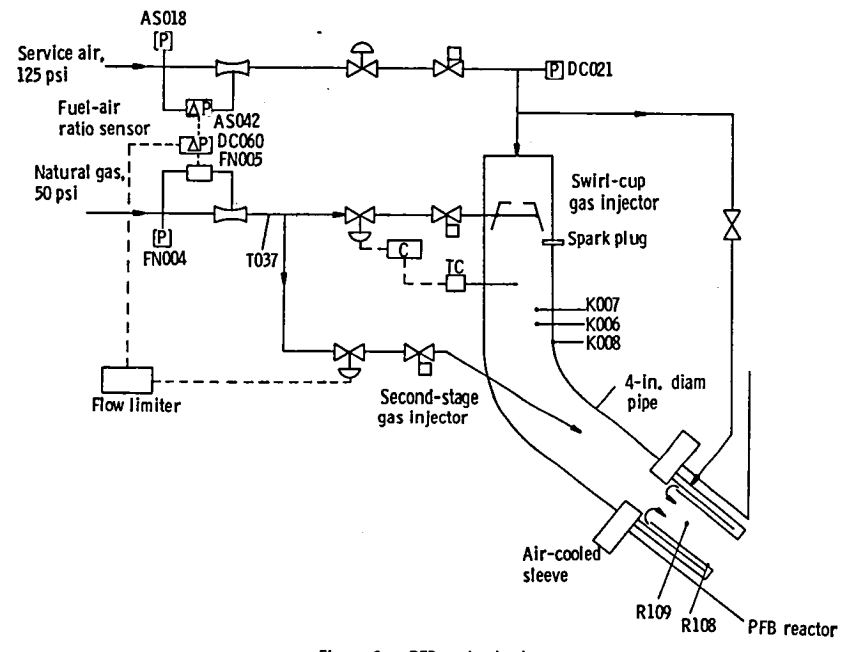 AS018
[P]
Service air,
125 psi
P
DC021
ΔP
Fuel-air
ratio sensor
AS042
ΔP
DC060
FN005
Natural gas,
50 psi
[P]
FN004
T037
C
TC
Swirl-cup
gas injector
Spark plug
K007
K006
K008
4-in. diam
pipe
Second-stage
gas injector
Flow limiter
Air-cooled
sleeve
R109
R108
PFB reactor